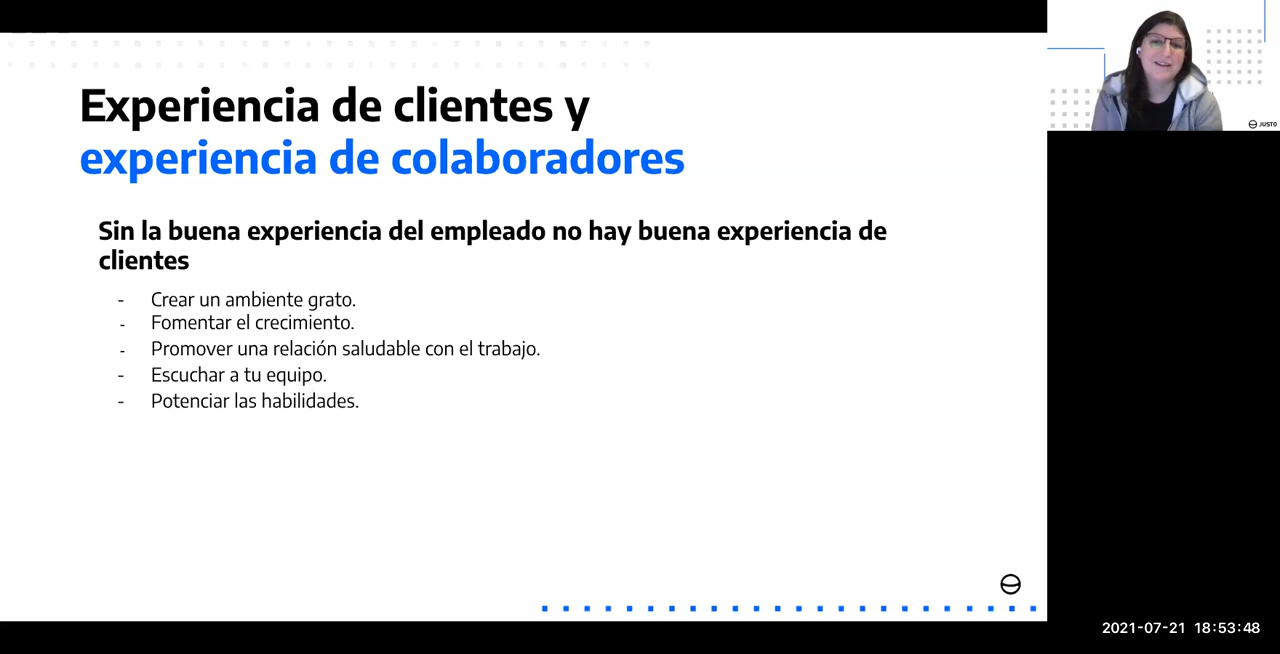 Experiencia de clientes y
experiencia de colaboradores
Sin la buena experiencia del empleado no hay buena experiencia de
clientes
- Crear un ambiente grato.
- Fomentar el crecimiento.
- Promover una relación saludable con el trabajo.
- Escuchar a tu equipo.
- Potenciar las habilidades.
JUSTO
2021-07-21 18:53:48